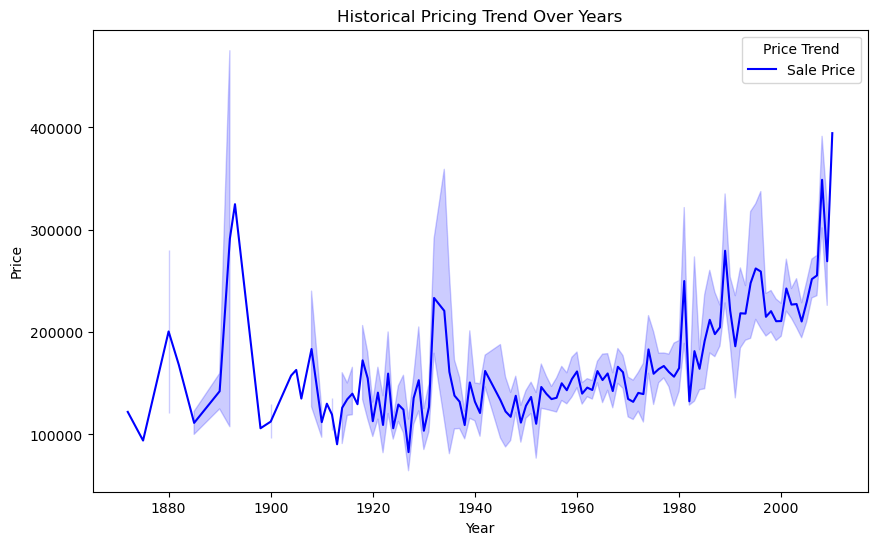 Historical Pricing Trend Over Years
Price Trend
Sale Price
Price
400000
300000
200000
100000
1880
1900
1920
1940
1960
1980
2000
Year